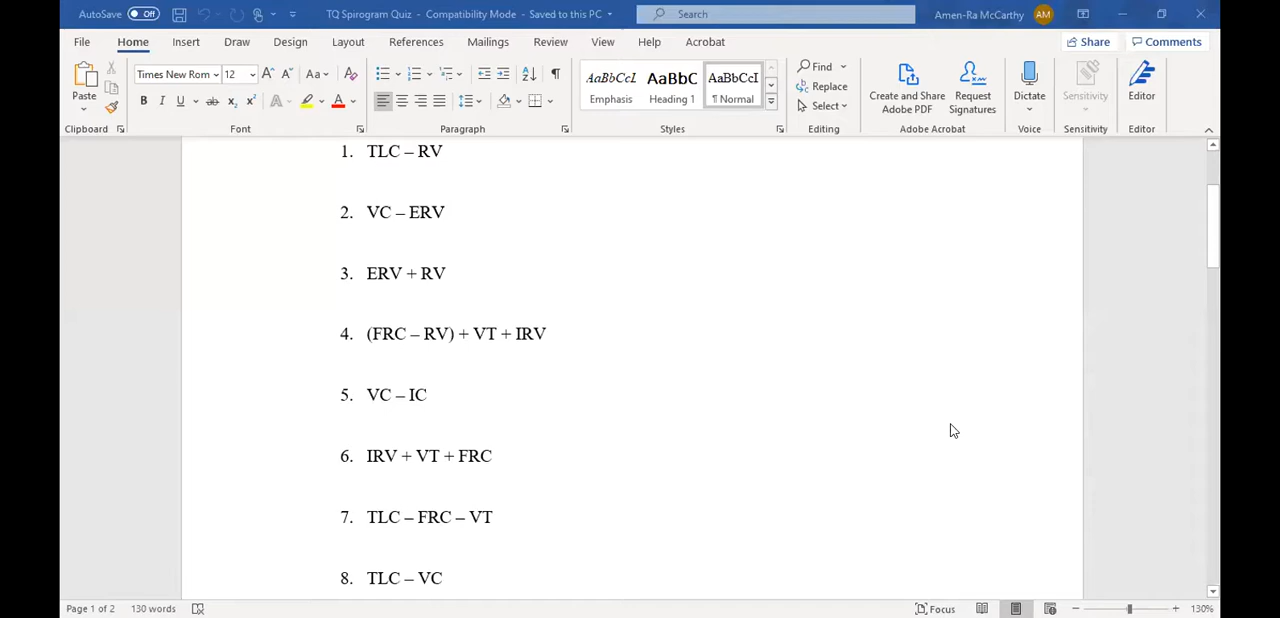 AutoSave Off TQ Spirogram Quiz - Compatibility Mode - Saved to this PC Search Amen-Ra McCarthy AM
File Home Insert Draw Design Layout References Mailings Review View Help Acrobat Share Comments
Paste Times New Rom 12 Aa AaBbCcI AaBbC AaBbCcI Find Replace Select Create and Share Adobe PDF Request Signatures Dictate Sensitivity Editor
B I U ab x₂ x² A A Emphasis Heading 1 ¶ Normal
Clipboard Font Paragraph Styles Editing Adobe Acrobat Voice Sensitivity Editor
1. TLC – RV
2. VC – ERV
3. ERV + RV
4. (FRC – RV) + VT + IRV
5. VC – IC
6. IRV + VT + FRC
7. TLC – FRC – VT
8. TLC – VC
Page 1 of 2 130 words Focus 130%